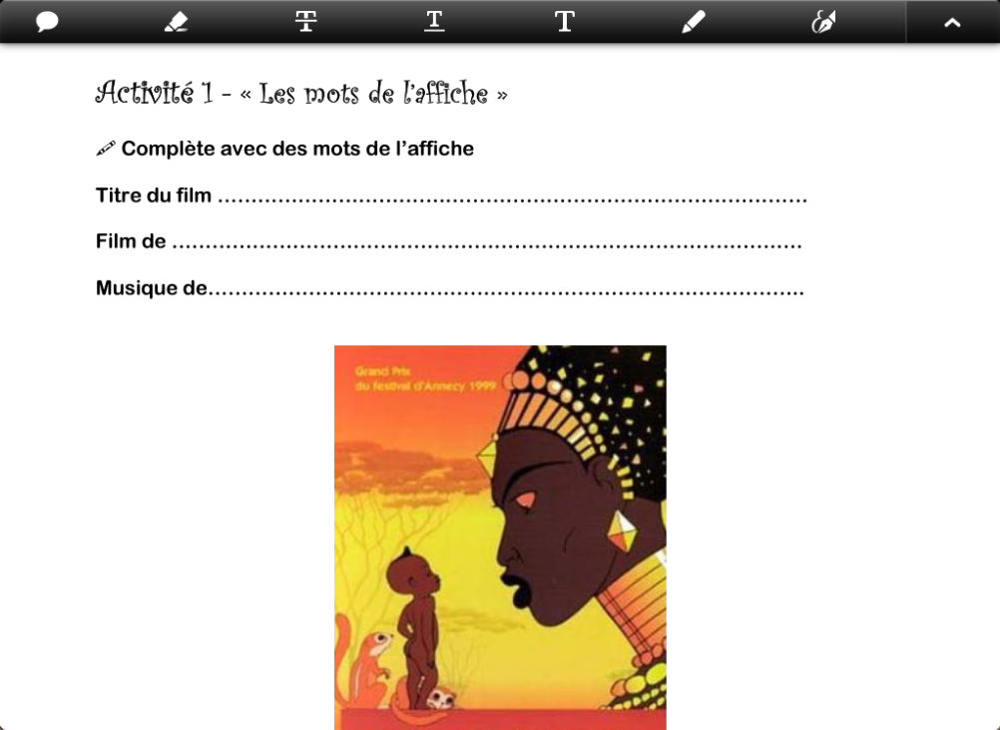 Activité 1 - « Les mots de l'affiche »
Complète avec des mots de l'affiche
Titre du film ........................................................................................
Film de ..............................................................................................
Musique de.........................................................................................
Grand Prix
du festival d'Annecy 1999